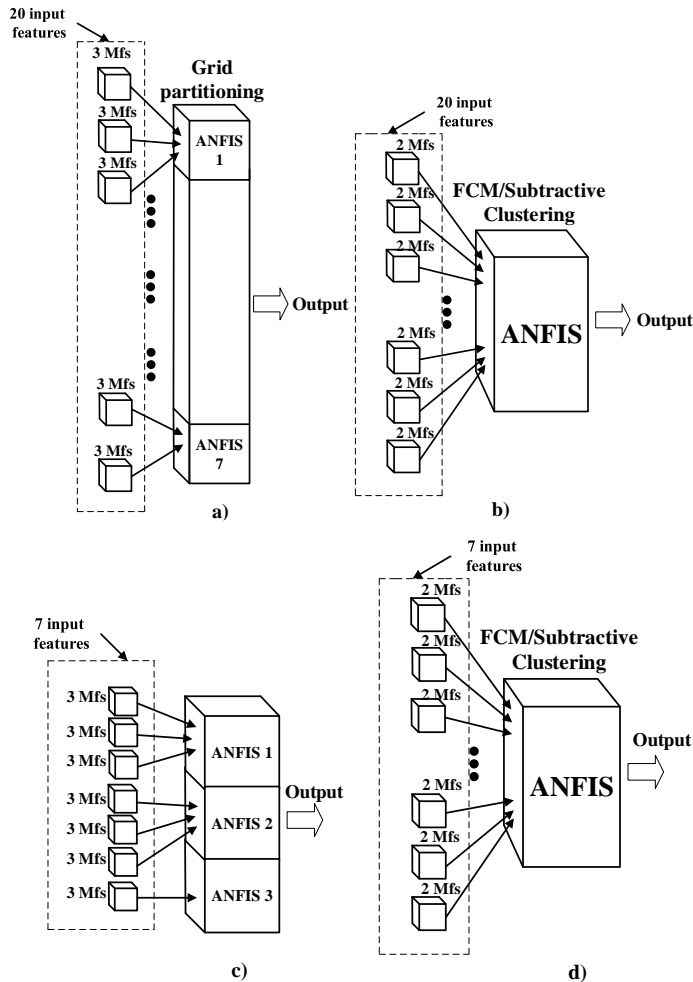 20 input
features
3 Mfs
3 Mfs
3 Mfs
3 Mfs
3 Mfs
Grid
partitioning
ANFIS
1
ANFIS
7
Output
a)
20 input
features
2 Mfs
2 Mfs
2 Mfs
2 Mfs
2 Mfs
2 Mfs
FCM/Subtractive
Clustering
ANFIS
Output
b)
7 input
features
3 Mfs
3 Mfs
3 Mfs
3 Mfs
3 Mfs
3 Mfs
3 Mfs
ANFIS 1
ANFIS 2
ANFIS 3
Output
c)
7 input
features
2 Mfs
2 Mfs
2 Mfs
2 Mfs
2 Mfs
2 Mfs
FCM/Subtractive
Clustering
ANFIS
Output
d)